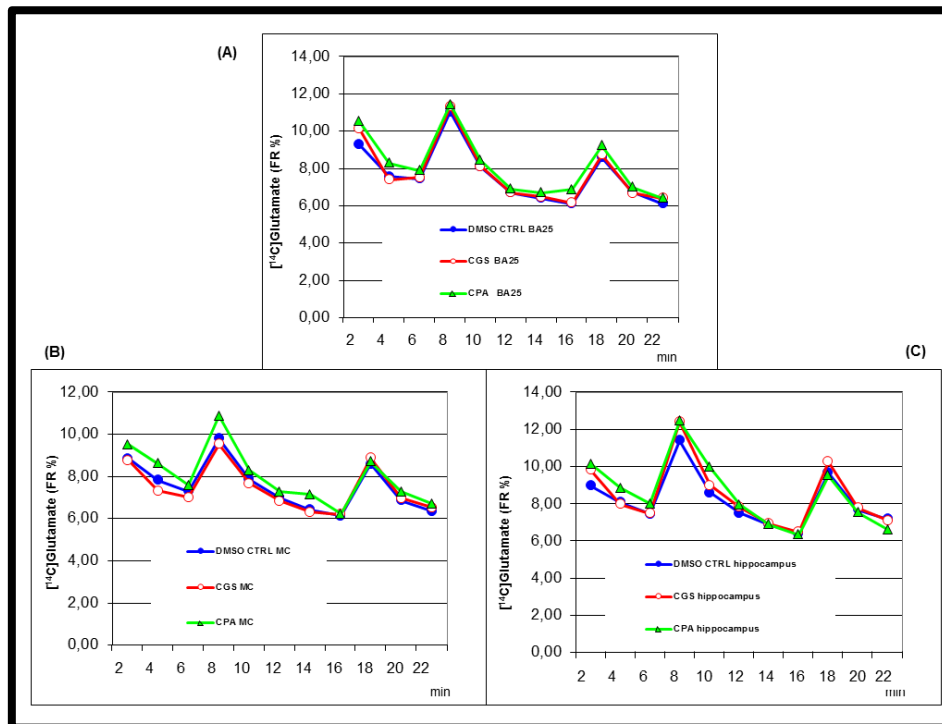 (A)
14,00
12,00
10,00
8,00
6,00
4,00
2,00
0,00
[¹⁴C]Glutamate (FR %)
DMSO CTRL BA25
CGS BA25
CPA BA25
2 4 6 8 10 12 14 16 18 20 22
min
(B)
12,00
10,00
8,00
6,00
4,00
2,00
0,00
[¹⁴C]Glutamate (FR %)
DMSO CTRL MC
CGS MC
CPA MC
2 4 6 8 10 12 14 16 18 20 22
min
(C)
14,00
12,00
10,00
8,00
6,00
4,00
2,00
0,00
[¹⁴C]Glutamate (FR %)
DMSO CTRL hippocampus
CGS hippocampus
CPA hippocampus
2 4 6 8 10 12 14 16 18 20 22
min